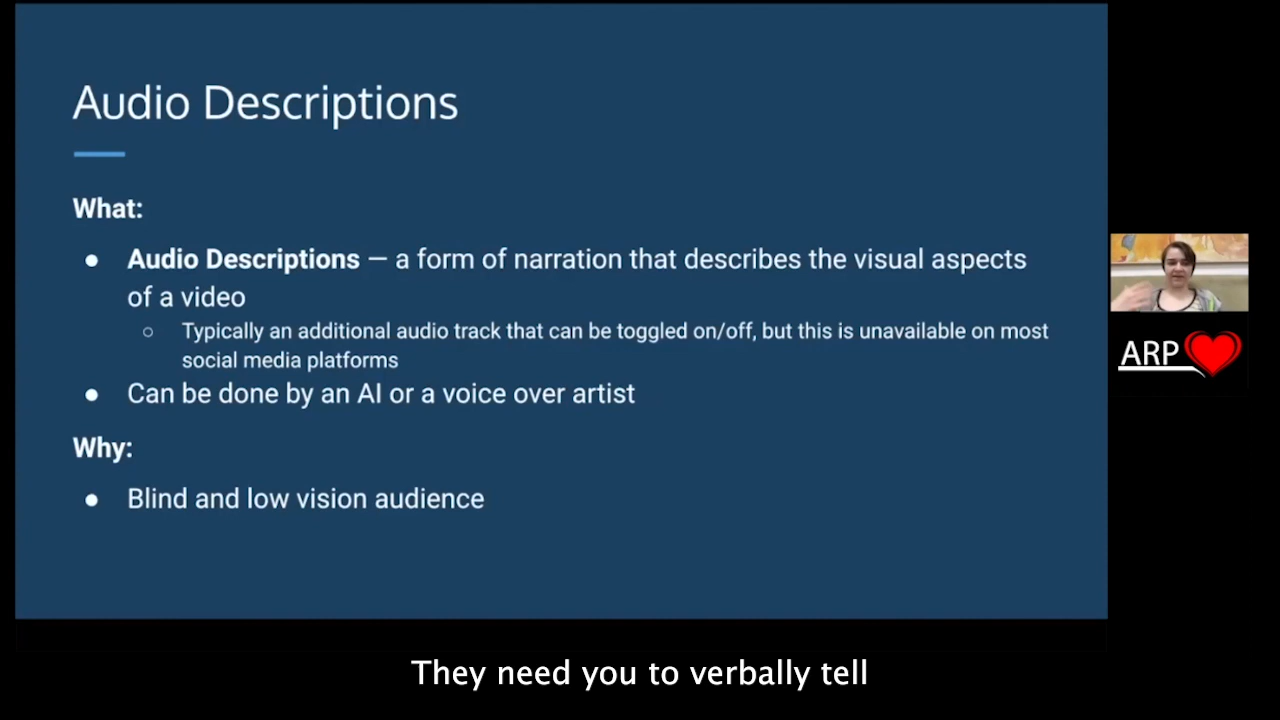 Audio Descriptions
What:
● Audio Descriptions — a form of narration that describes the visual aspects
of a video
○ Typically an additional audio track that can be toggled on/off, but this is unavailable on most
social media platforms
● Can be done by an AI or a voice over artist
Why:
● Blind and low vision audience
ARP
They need you to verbally tell